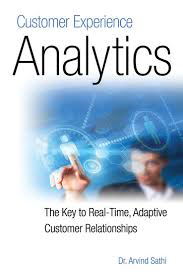 Customer Experience
Analytics
The Key to Real-Time, Adaptive
Customer Relationships
Dr. Arvind Sathi